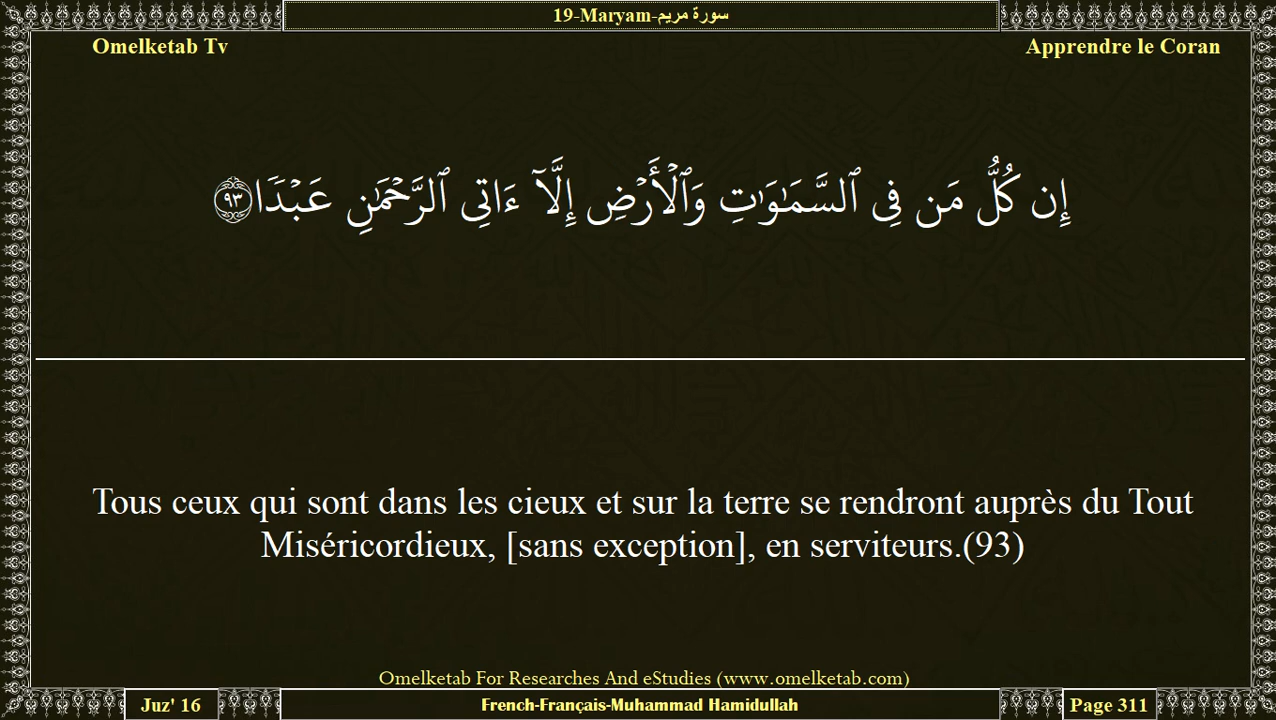 19-Maryam-سورة مريم
Omelketab Tv
Apprendre le Coran
إِن كُلُّ مَن فِى ٱلسَّمَـٰوَٰتِ وَٱلْأَرْضِ إِلَّآ ءَاتِى ٱلرَّحْمَـٰنِ عَبْدًا ٩٣
Tous ceux qui sont dans les cieux et sur la terre se rendront auprès du Tout
Miséricordieux, [sans exception], en serviteurs.(93)
Omelketab For Researches And eStudies (www.omelketab.com)
Juz' 16
French-Français-Muhammad Hamidullah
Page 311